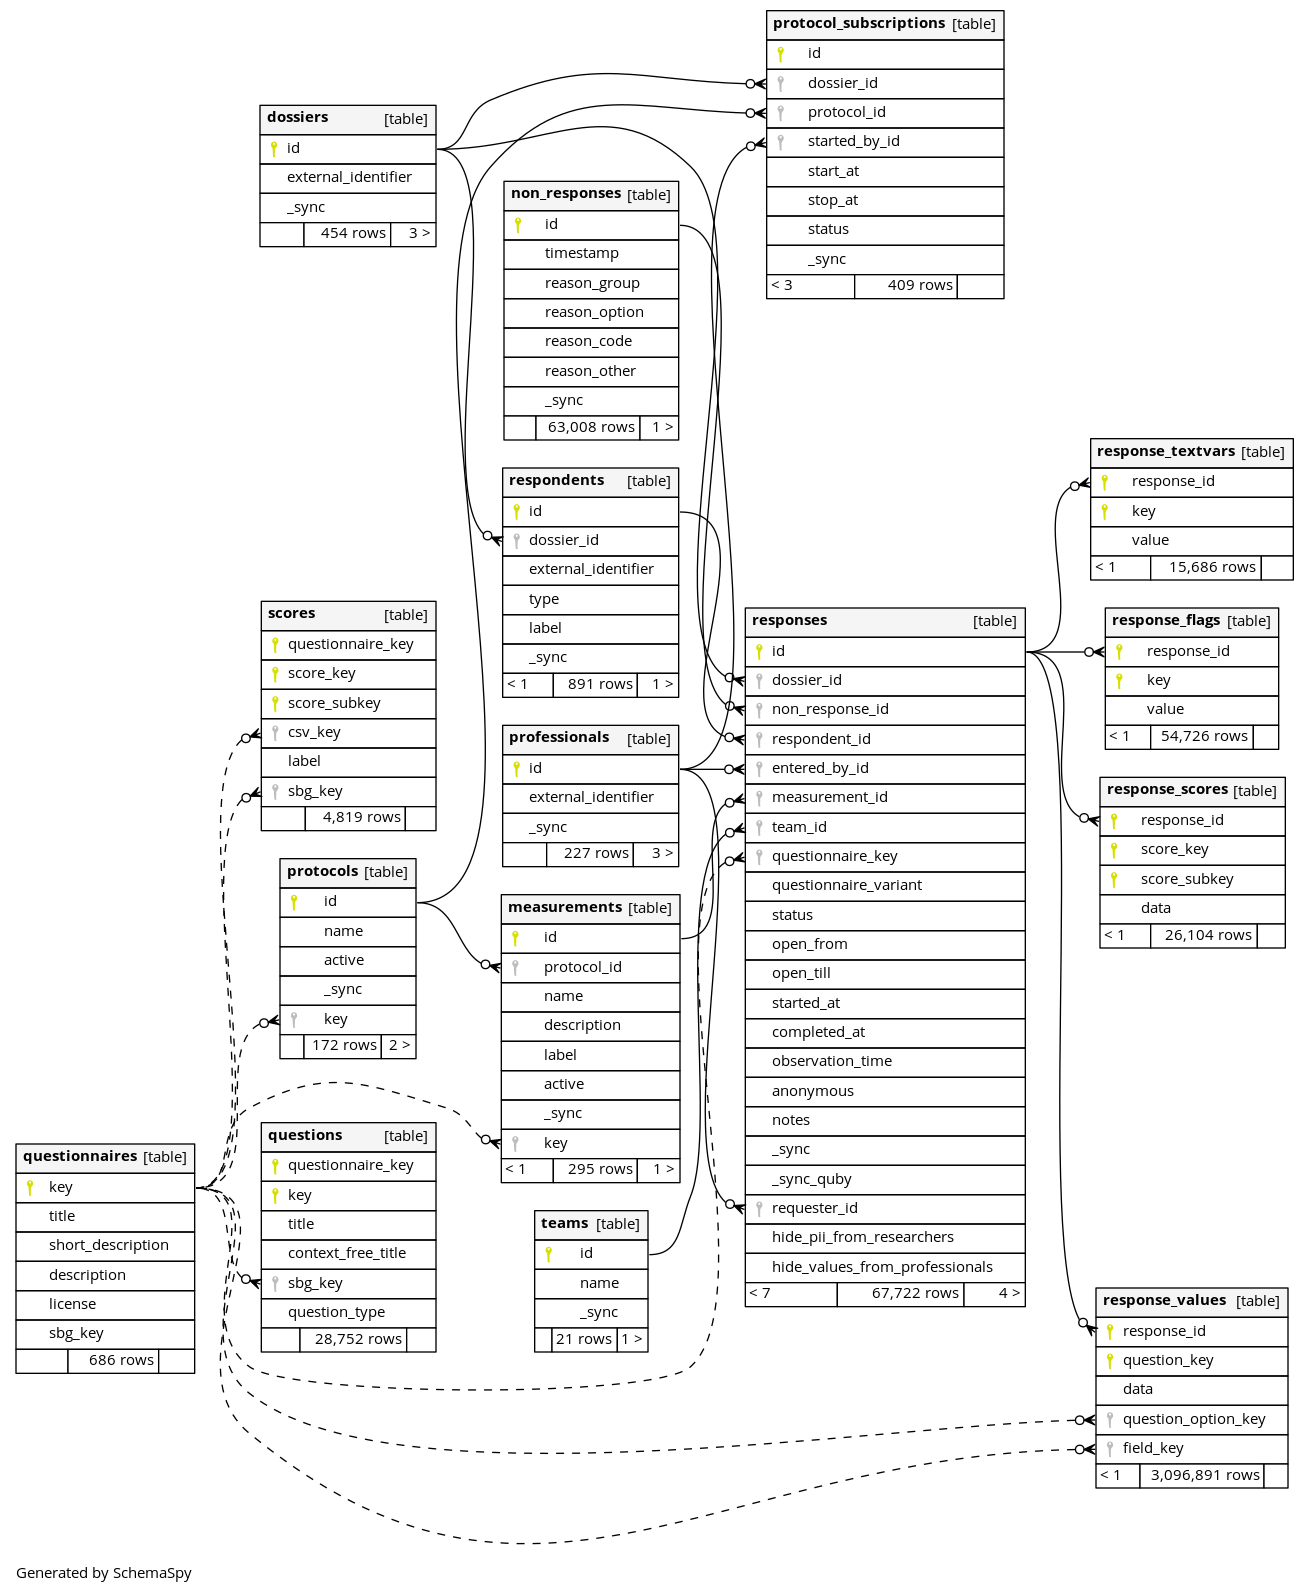 protocol_subscriptions [table]
id
dossier_id
protocol_id
started_by_id
start_at
stop_at
status
_sync
< 3 409 rows
dossiers [table]
id
external_identifier
_sync
454 rows 3 >
non_responses [table]
id
timestamp
reason_group
reason_option
reason_code
reason_other
_sync
63,008 rows 1 >
respondents [table]
id
dossier_id
external_identifier
type
label
_sync
< 1 891 rows 1 >
response_textvars [table]
response_id
key
value
< 1 15,686 rows
scores [table]
questionnaire_key
score_key
score_subkey
csv_key
label
sbg_key
4,819 rows
responses [table]
id
dossier_id
non_response_id
respondent_id
entered_by_id
measurement_id
team_id
questionnaire_key
questionnaire_variant
status
open_from
open_till
started_at
completed_at
observation_time
anonymous
notes
_sync
_sync_quby
requester_id
hide_pii_from_researchers
hide_values_from_professionals
< 7 67,722 rows 4 >
response_flags [table]
response_id
key
value
< 1 54,726 rows
professionals [table]
id
external_identifier
_sync
227 rows 3 >
response_scores [table]
response_id
score_key
score_subkey
data
< 1 26,104 rows
protocols [table]
id
name
active
_sync
key
172 rows 2 >
measurements [table]
id
protocol_id
name
description
label
active
_sync
key
< 1 295 rows 1 >
questionnaires [table]
key
title
short_description
description
license
sbg_key
686 rows
questions [table]
questionnaire_key
key
title
context_free_title
sbg_key
question_type
28,752 rows
teams [table]
id
name
_sync
21 rows 1 >
response_values [table]
response_id
question_key
data
question_option_key
field_key
< 1 3,096,891 rows
Generated by SchemaSpy